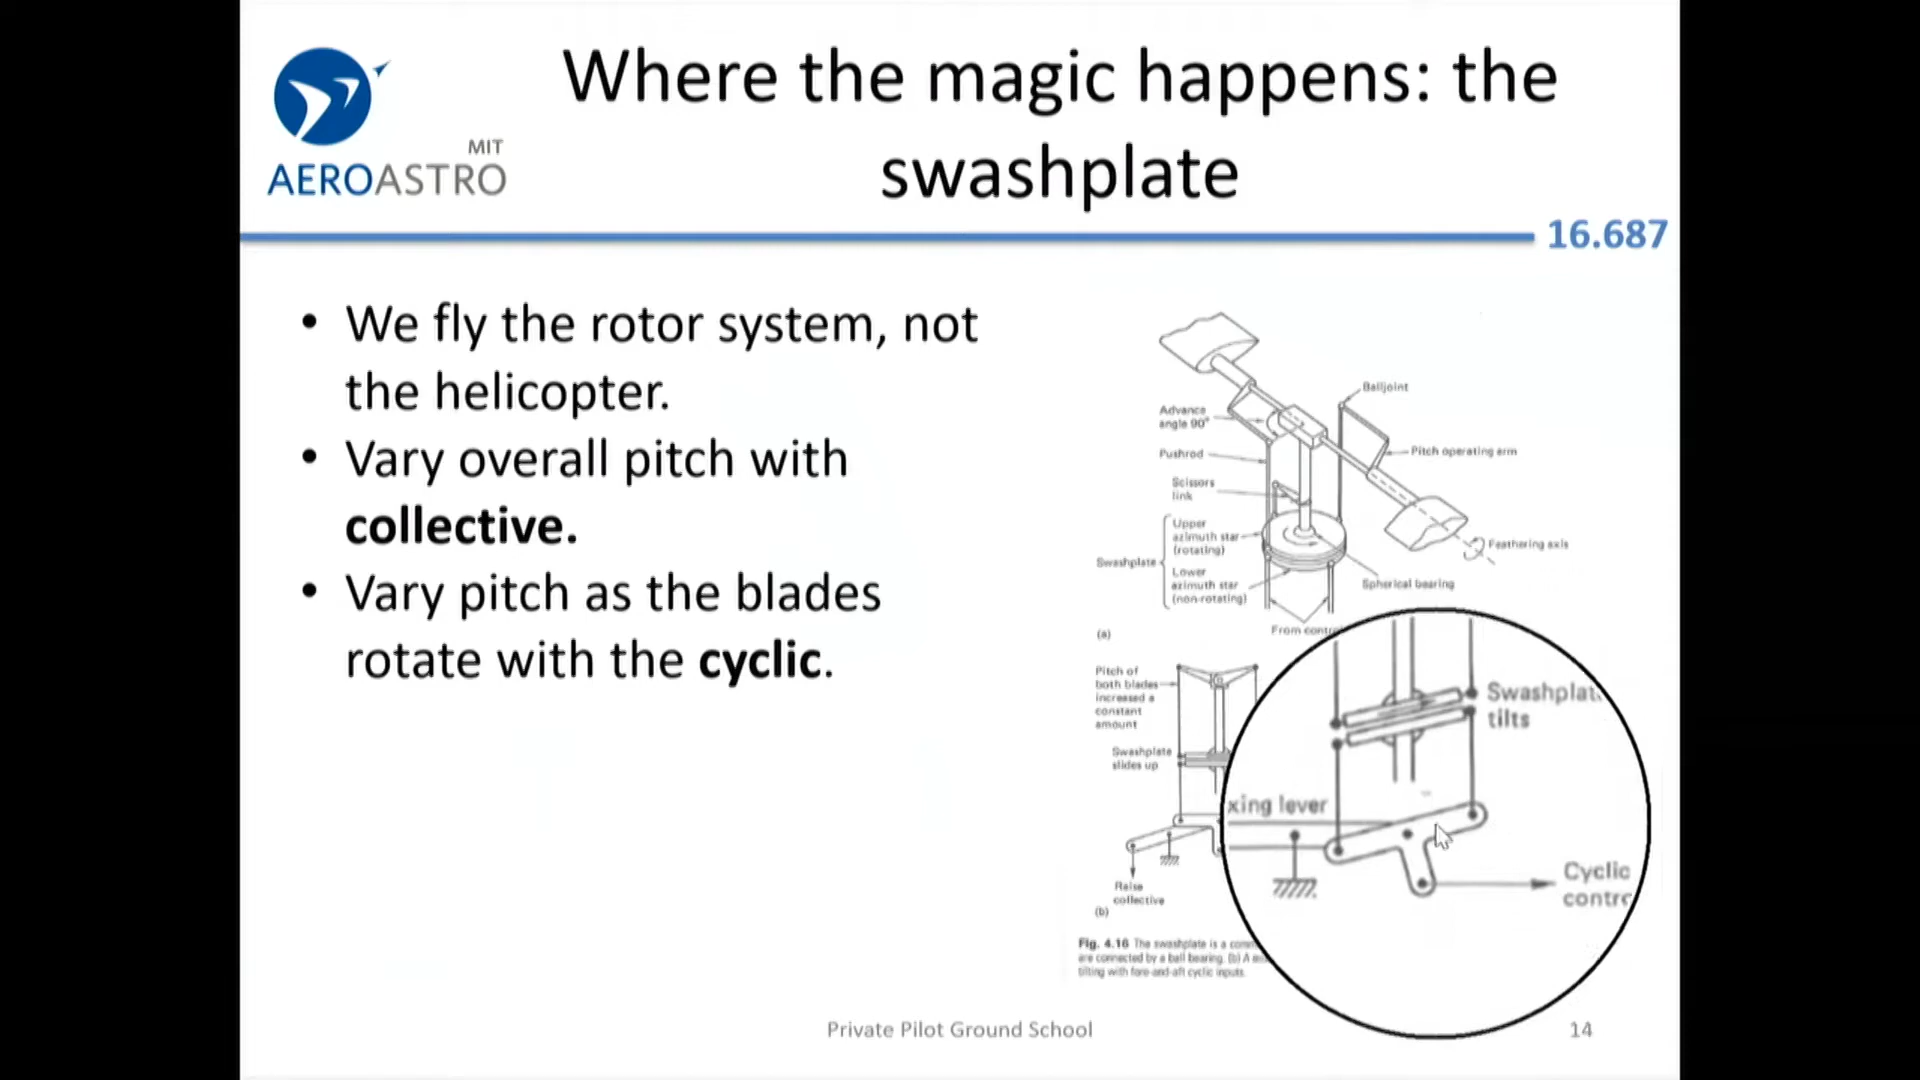 MIT
AEROASTRO
Where the magic happens: the
swashplate
16.687
• We fly the rotor system, not
the helicopter.
• Vary overall pitch with
collective.
• Vary pitch as the blades
rotate with the cyclic.
Balljoint
Advance
angle 90°
Pitch operating arm
Pushrod
Scissors
link
Upper
azimuth star
(rotating)
Feathering axis
Swashplate
Lower
azimuth star
(non-rotating)
Spherical bearing
From contr
(a)
Pitch of
both blades
increased a
constant
amount
Swashplate
slides up
Raise
collective
(b)
Swashplat
tilts
xing lever
Cyclic
contr
Fig. 4.16 The swashplate is a com
are connected by a ball bearing. (b) A
tilting with fore-and-aft cyclic inputs.
Private Pilot Ground School
14